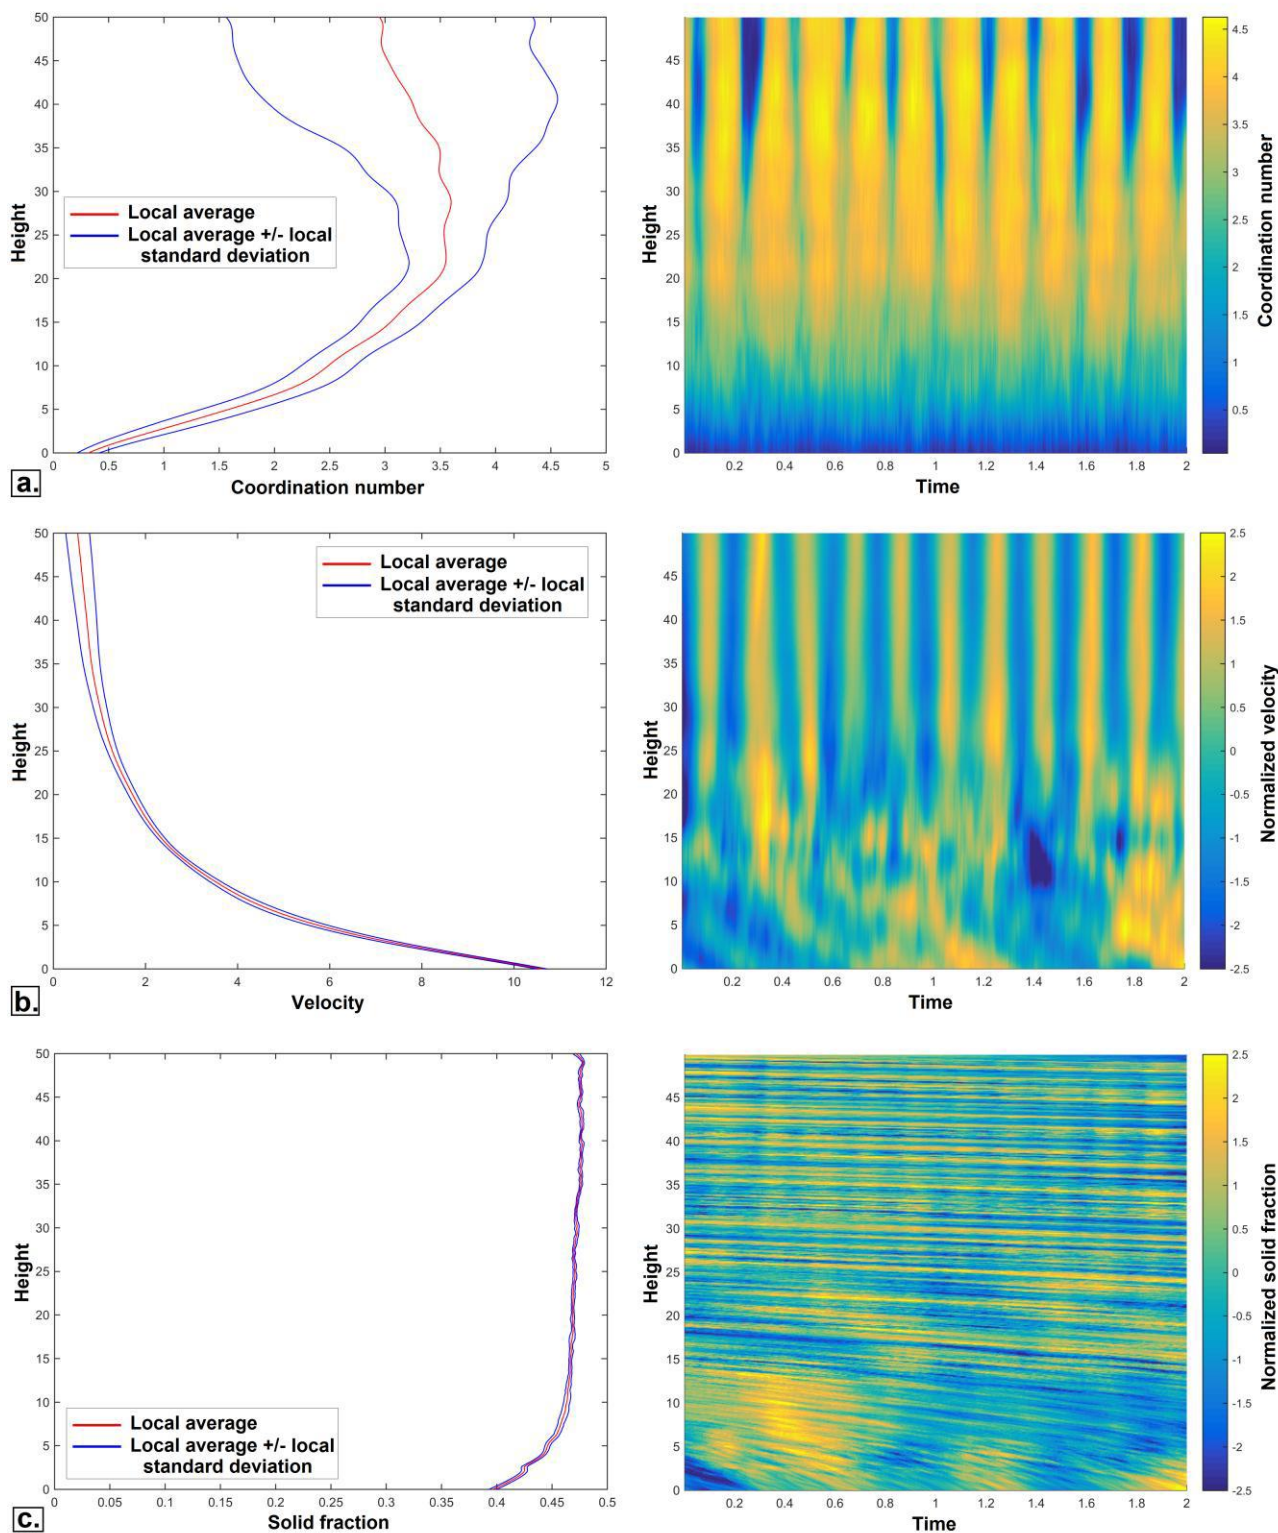 50
45
40
35
30
25
20
15
10
5
0
Height
Local average
Local average +/- local
standard deviation
0 0.5 1 1.5 2 2.5 3 3.5 4 4.5 5
Coordination number
a.
45
40
35
30
25
20
15
10
5
0
Height
0.2 0.4 0.6 0.8 1 1.2 1.4 1.6 1.8 2
Time
4.5
4
3.5
3
2.5
2
1.5
1
0.5
Coordination number
50
45
40
35
30
25
20
15
10
5
0
Height
Local average
Local average +/- local
standard deviation
0 2 4 6 8 10 12
Velocity
b.
45
40
35
30
25
20
15
10
5
0
Height
0.2 0.4 0.6 0.8 1 1.2 1.4 1.6 1.8 2
Time
2.5
2
1.5
1
0.5
0
-0.5
-1
-1.5
-2
-2.5
Normalized velocity
50
45
40
35
30
25
20
15
10
5
0
Height
Local average
Local average +/- local
standard deviation
0 0.05 0.1 0.15 0.2 0.25 0.3 0.35 0.4 0.45 0.5
Solid fraction
c.
45
40
35
30
25
20
15
10
5
0
Height
0.2 0.4 0.6 0.8 1 1.2 1.4 1.6 1.8 2
Time
2.5
2
1.5
1
0.5
0
-0.5
-1
-1.5
-2
-2.5
Normalized solid fraction